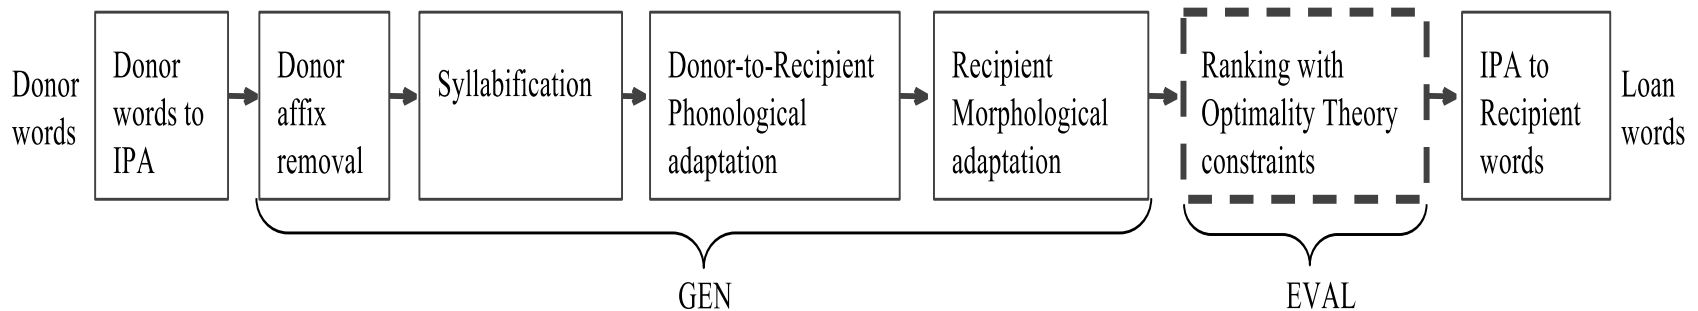 Donor
words
Donor
words to
IPA
Donor
affix
removal
Syllabification
Donor-to-Recipient
Phonological
adaptation
Recipient
Morphological
adaptation
Ranking with
Optimality Theory
constraints
IPA to
Recipient
words
Loan
words
GEN
EVAL